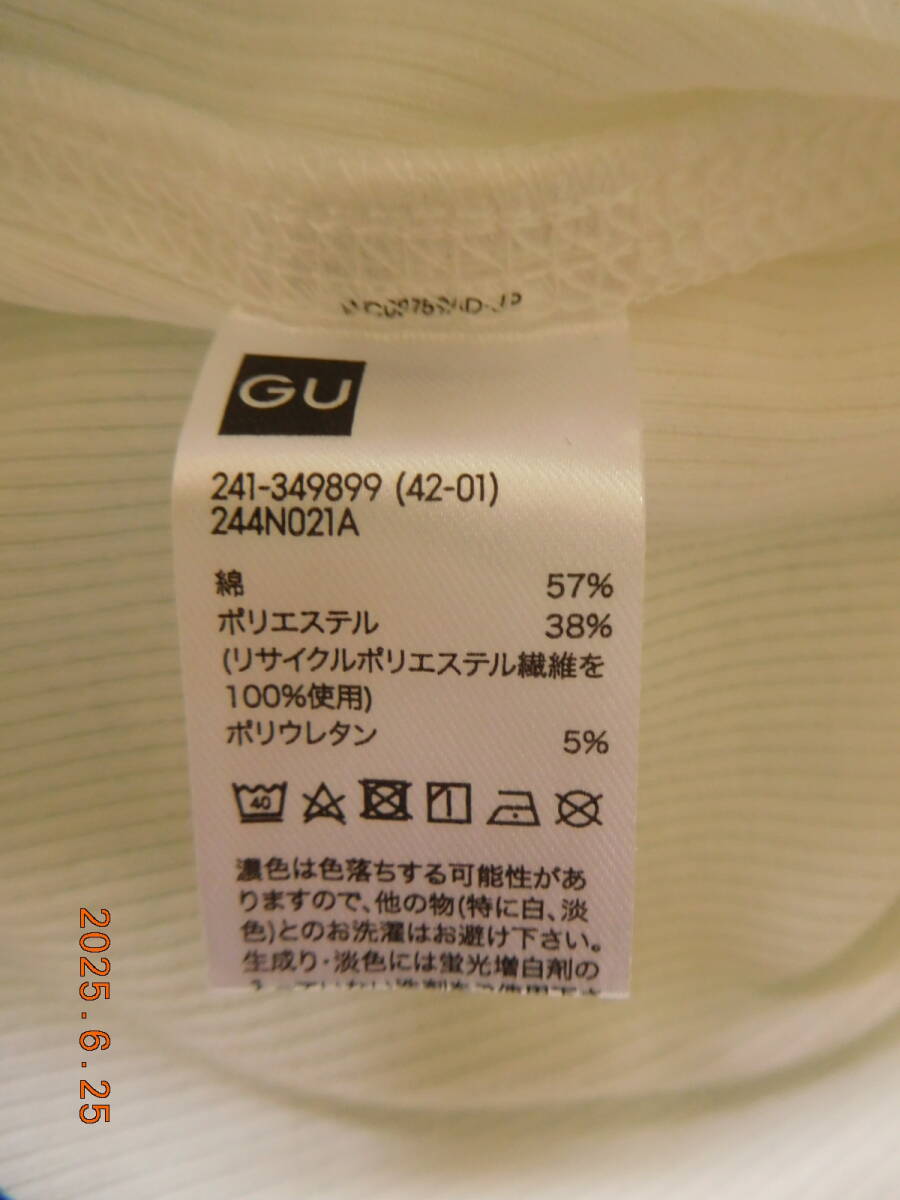 GU
241-349899 (42-01)
244N021A
綿 57%
ポリエステル 38%
(リサイクルポリエステル繊維を
100%使用)
ポリウレタン 5%
40
濃色は色落ちする可能性があ
りますので、他の物(特に白、淡
色)とのお洗濯はお避け下さい。
生成り・淡色には蛍光増白剤の
2025.6.25